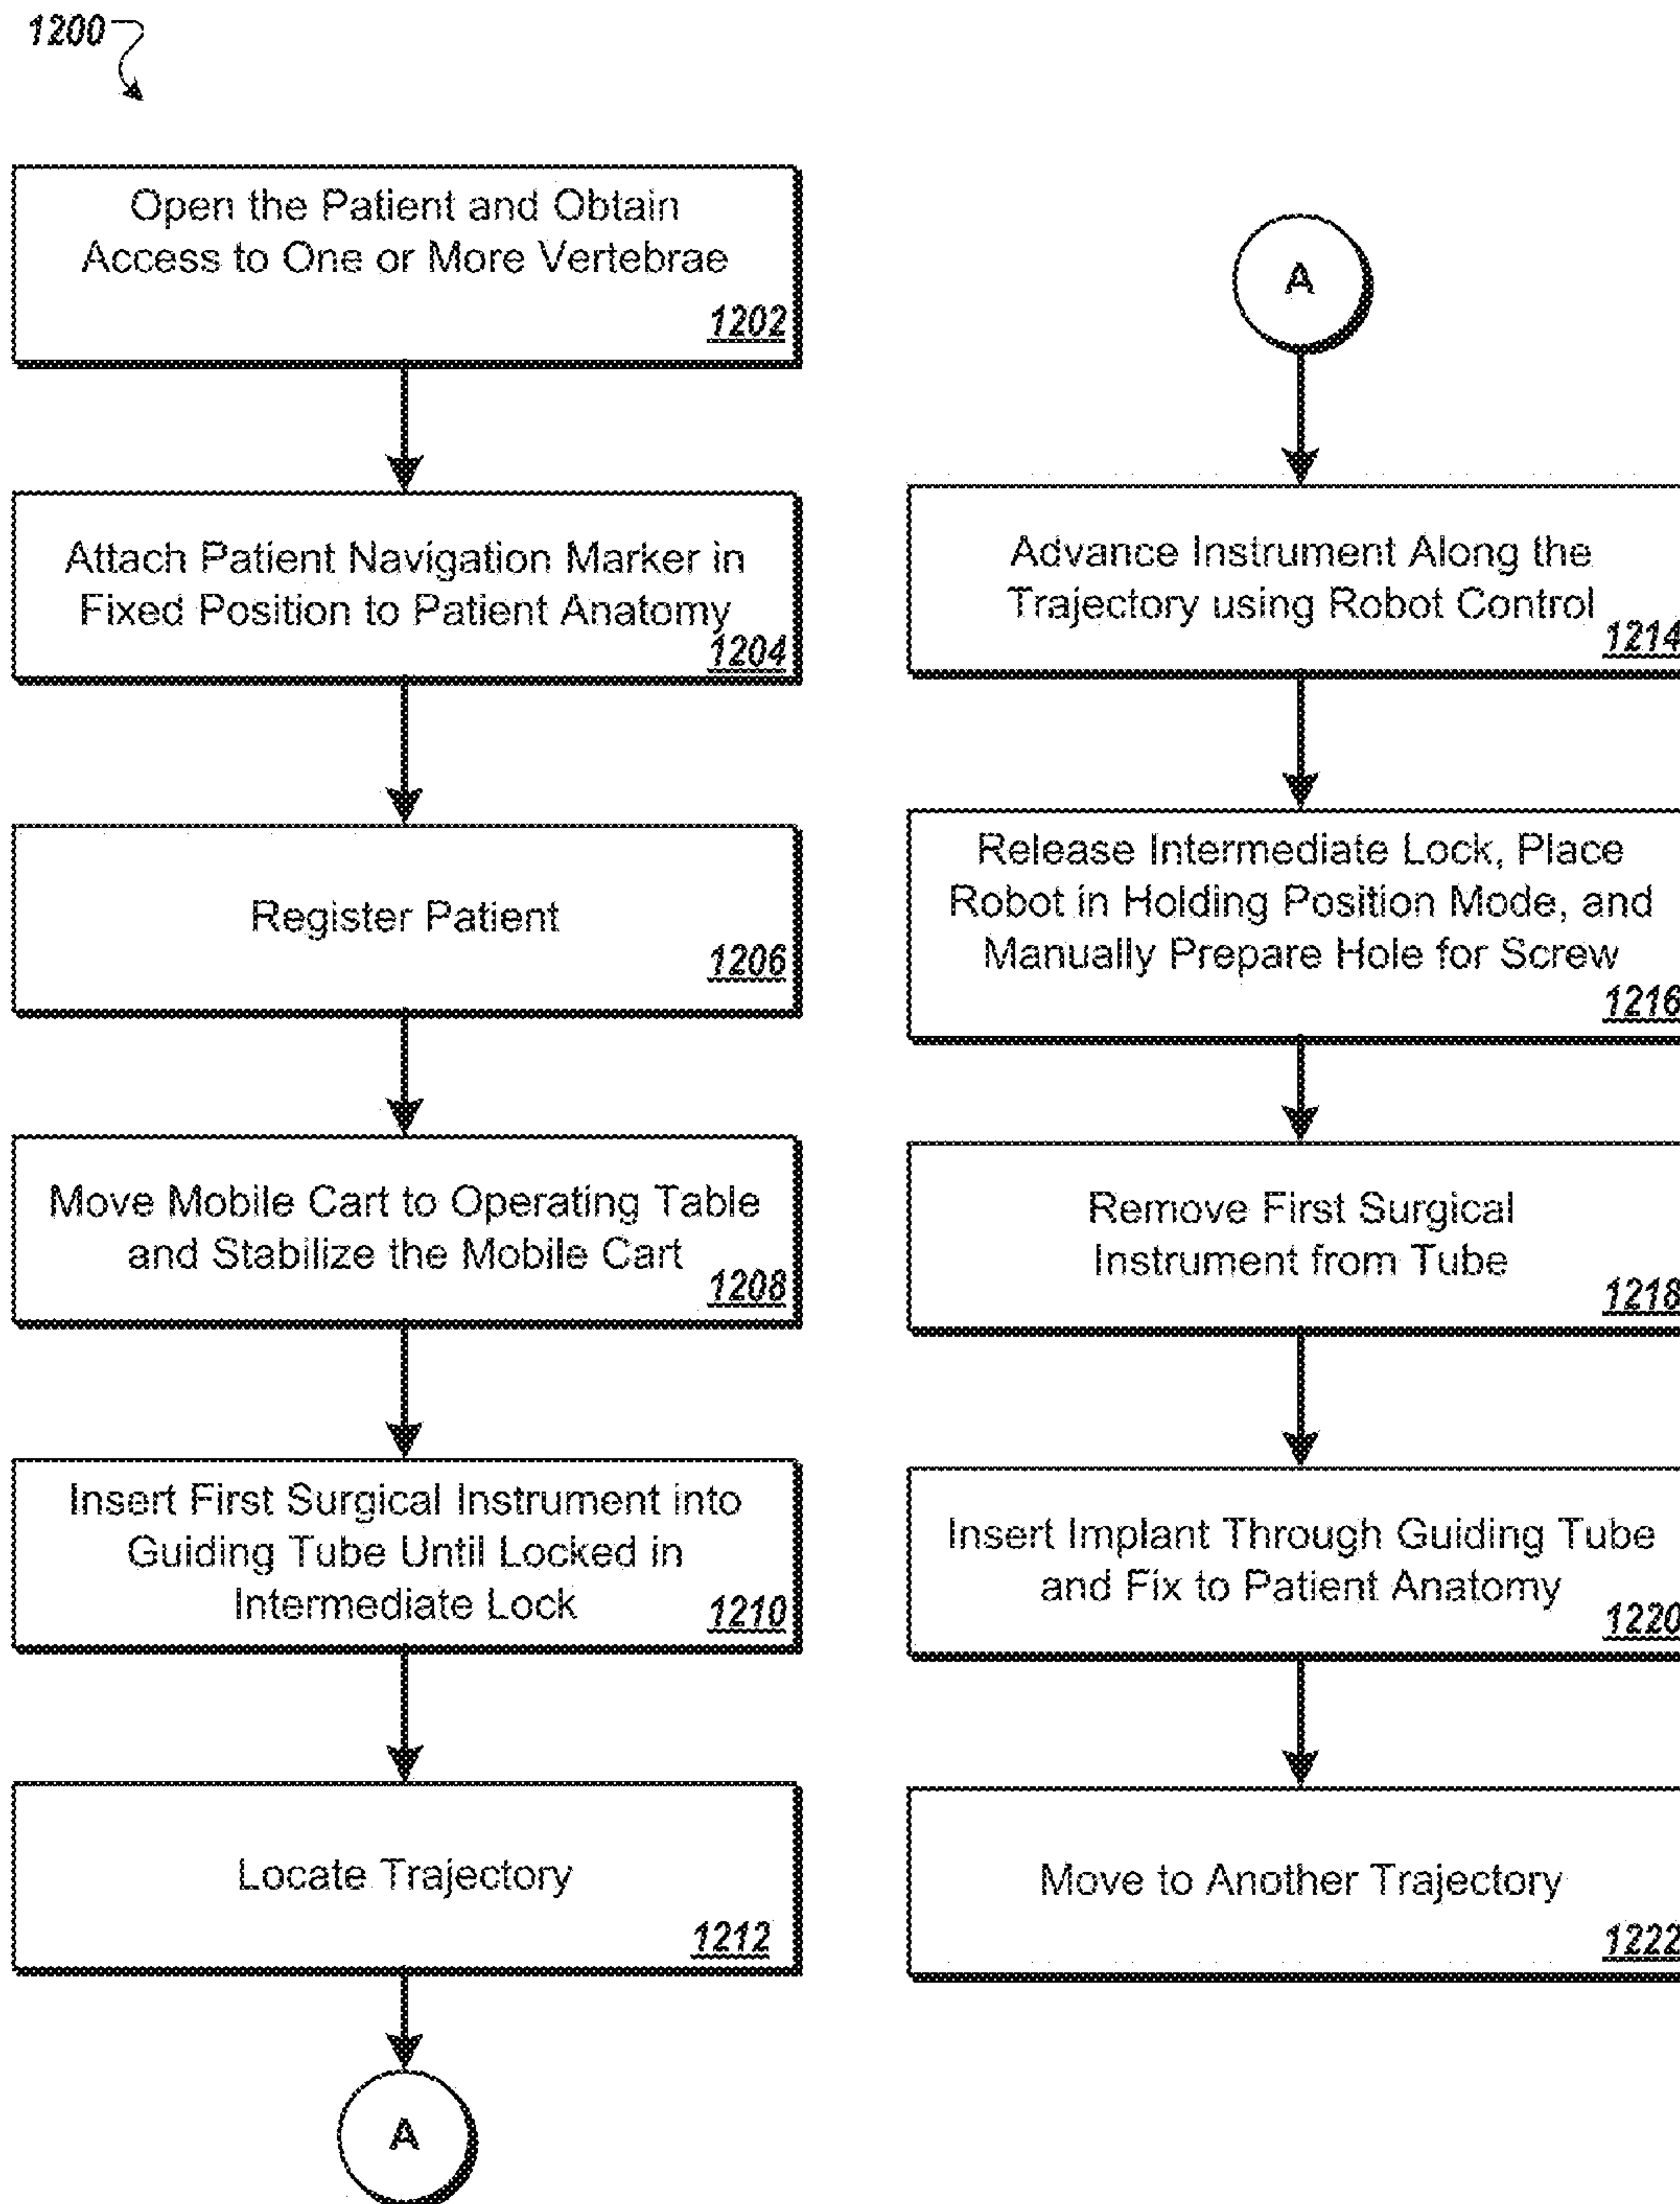 1200
Open the Patient and Obtain
Access to One or More Vertebrae
1202
Attach Patient Navigation Marker in
Fixed Position to Patient Anatomy
1204
Register Patient
1206
Move Mobile Cart to Operating Table
and Stabilize the Mobile Cart
1208
Insert First Surgical Instrument into
Guiding Tube Until Locked in
Intermediate Lock
1210
Locate Trajectory
1212
A
A
Advance Instrument Along the
Trajectory using Robot Control
1214
Release Intermediate Lock, Place
Robot in Holding Position Mode, and
Manually Prepare Hole for Screw
1216
Remove First Surgical
Instrument from Tube
1218
Insert Implant Through Guiding Tube
and Fix to Patient Anatomy
1220
Move to Another Trajectory
1222